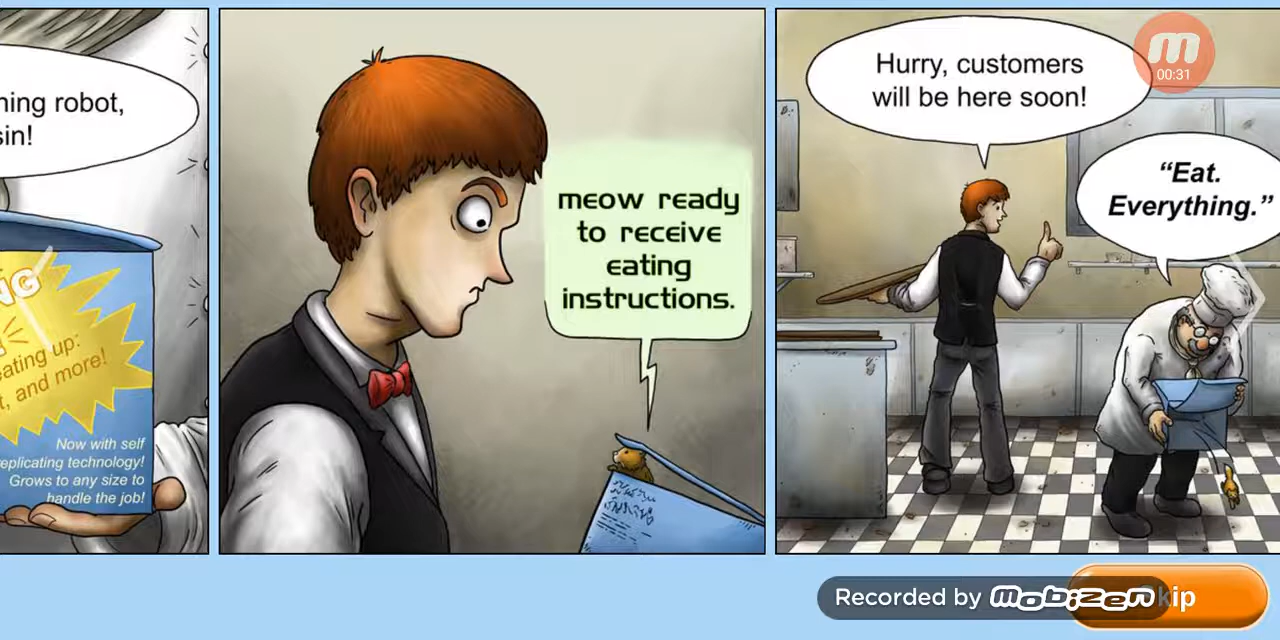 ning robot,
sin!
NG
eating up:
t, and more!
Now with self
replicating technology!
Grows to any size to
handle the job!
meow ready
to receive
eating
instructions.
Hurry, customers
will be here soon!
"Eat.
Everything."
00:31
Recorded by mobizen
kip